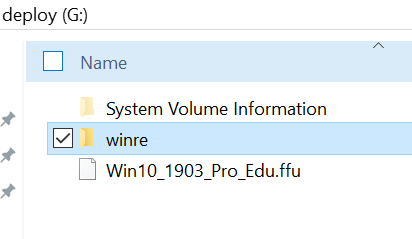 deploy (G:)
Name
System Volume Information
winre
Win10_1903_Pro_Edu.ffu